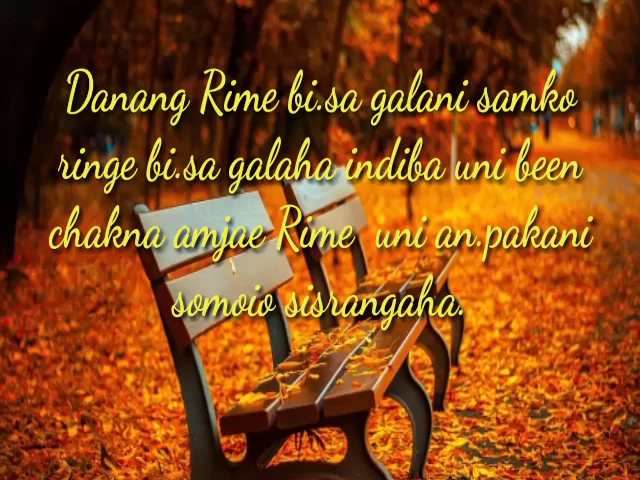 Danang Rime bi.sa galani samko
ringe bi.sa galaha indiba uni been
chakna amjae Rime uni an.pakani
somoio sisrangaha.